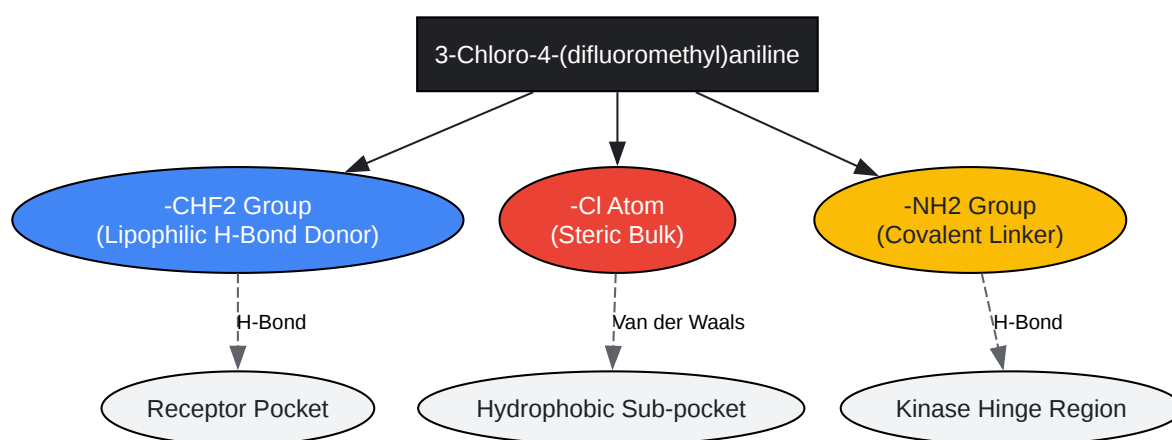 3-Chloro-4-(difluoromethyl)aniline
-CHF2 Group
(Lipophilic H-Bond Donor)
-Cl Atom
(Steric Bulk)
-NH2 Group
(Covalent Linker)
H-Bond
Van der Waals
H-Bond
Receptor Pocket
Hydrophobic Sub-pocket
Kinase Hinge Region